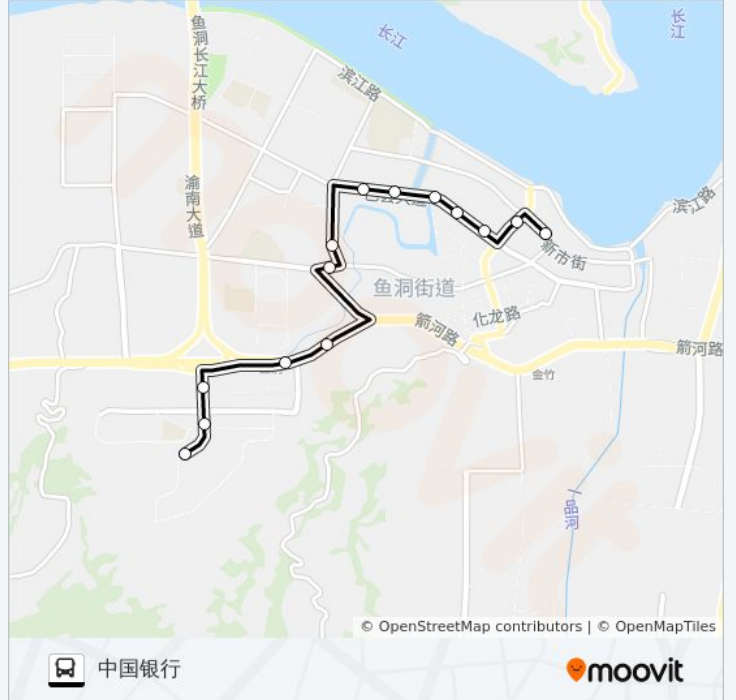 长江
长江
鱼洞长江大桥
滨江路
渝南大道
滨江路
新市街
鱼洞街道
化龙路
箭河路
箭河路
金竹
一品河
© OpenStreetMap contributors | © OpenMapTiles
中国银行
moovit